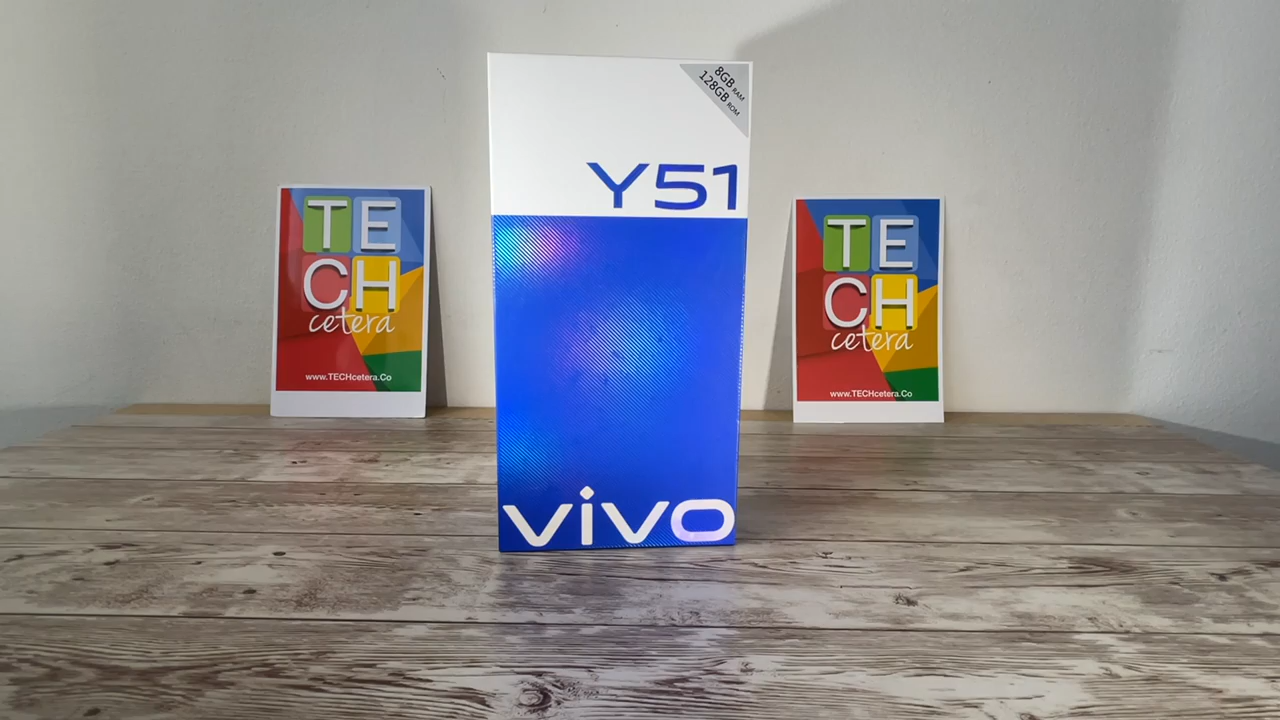 8GB RAM
128GB ROM
Y51
vivo
TE
CH
cetera
www.TECHcetera.Co
TE
CH
cetera
www.TECHcetera.Co